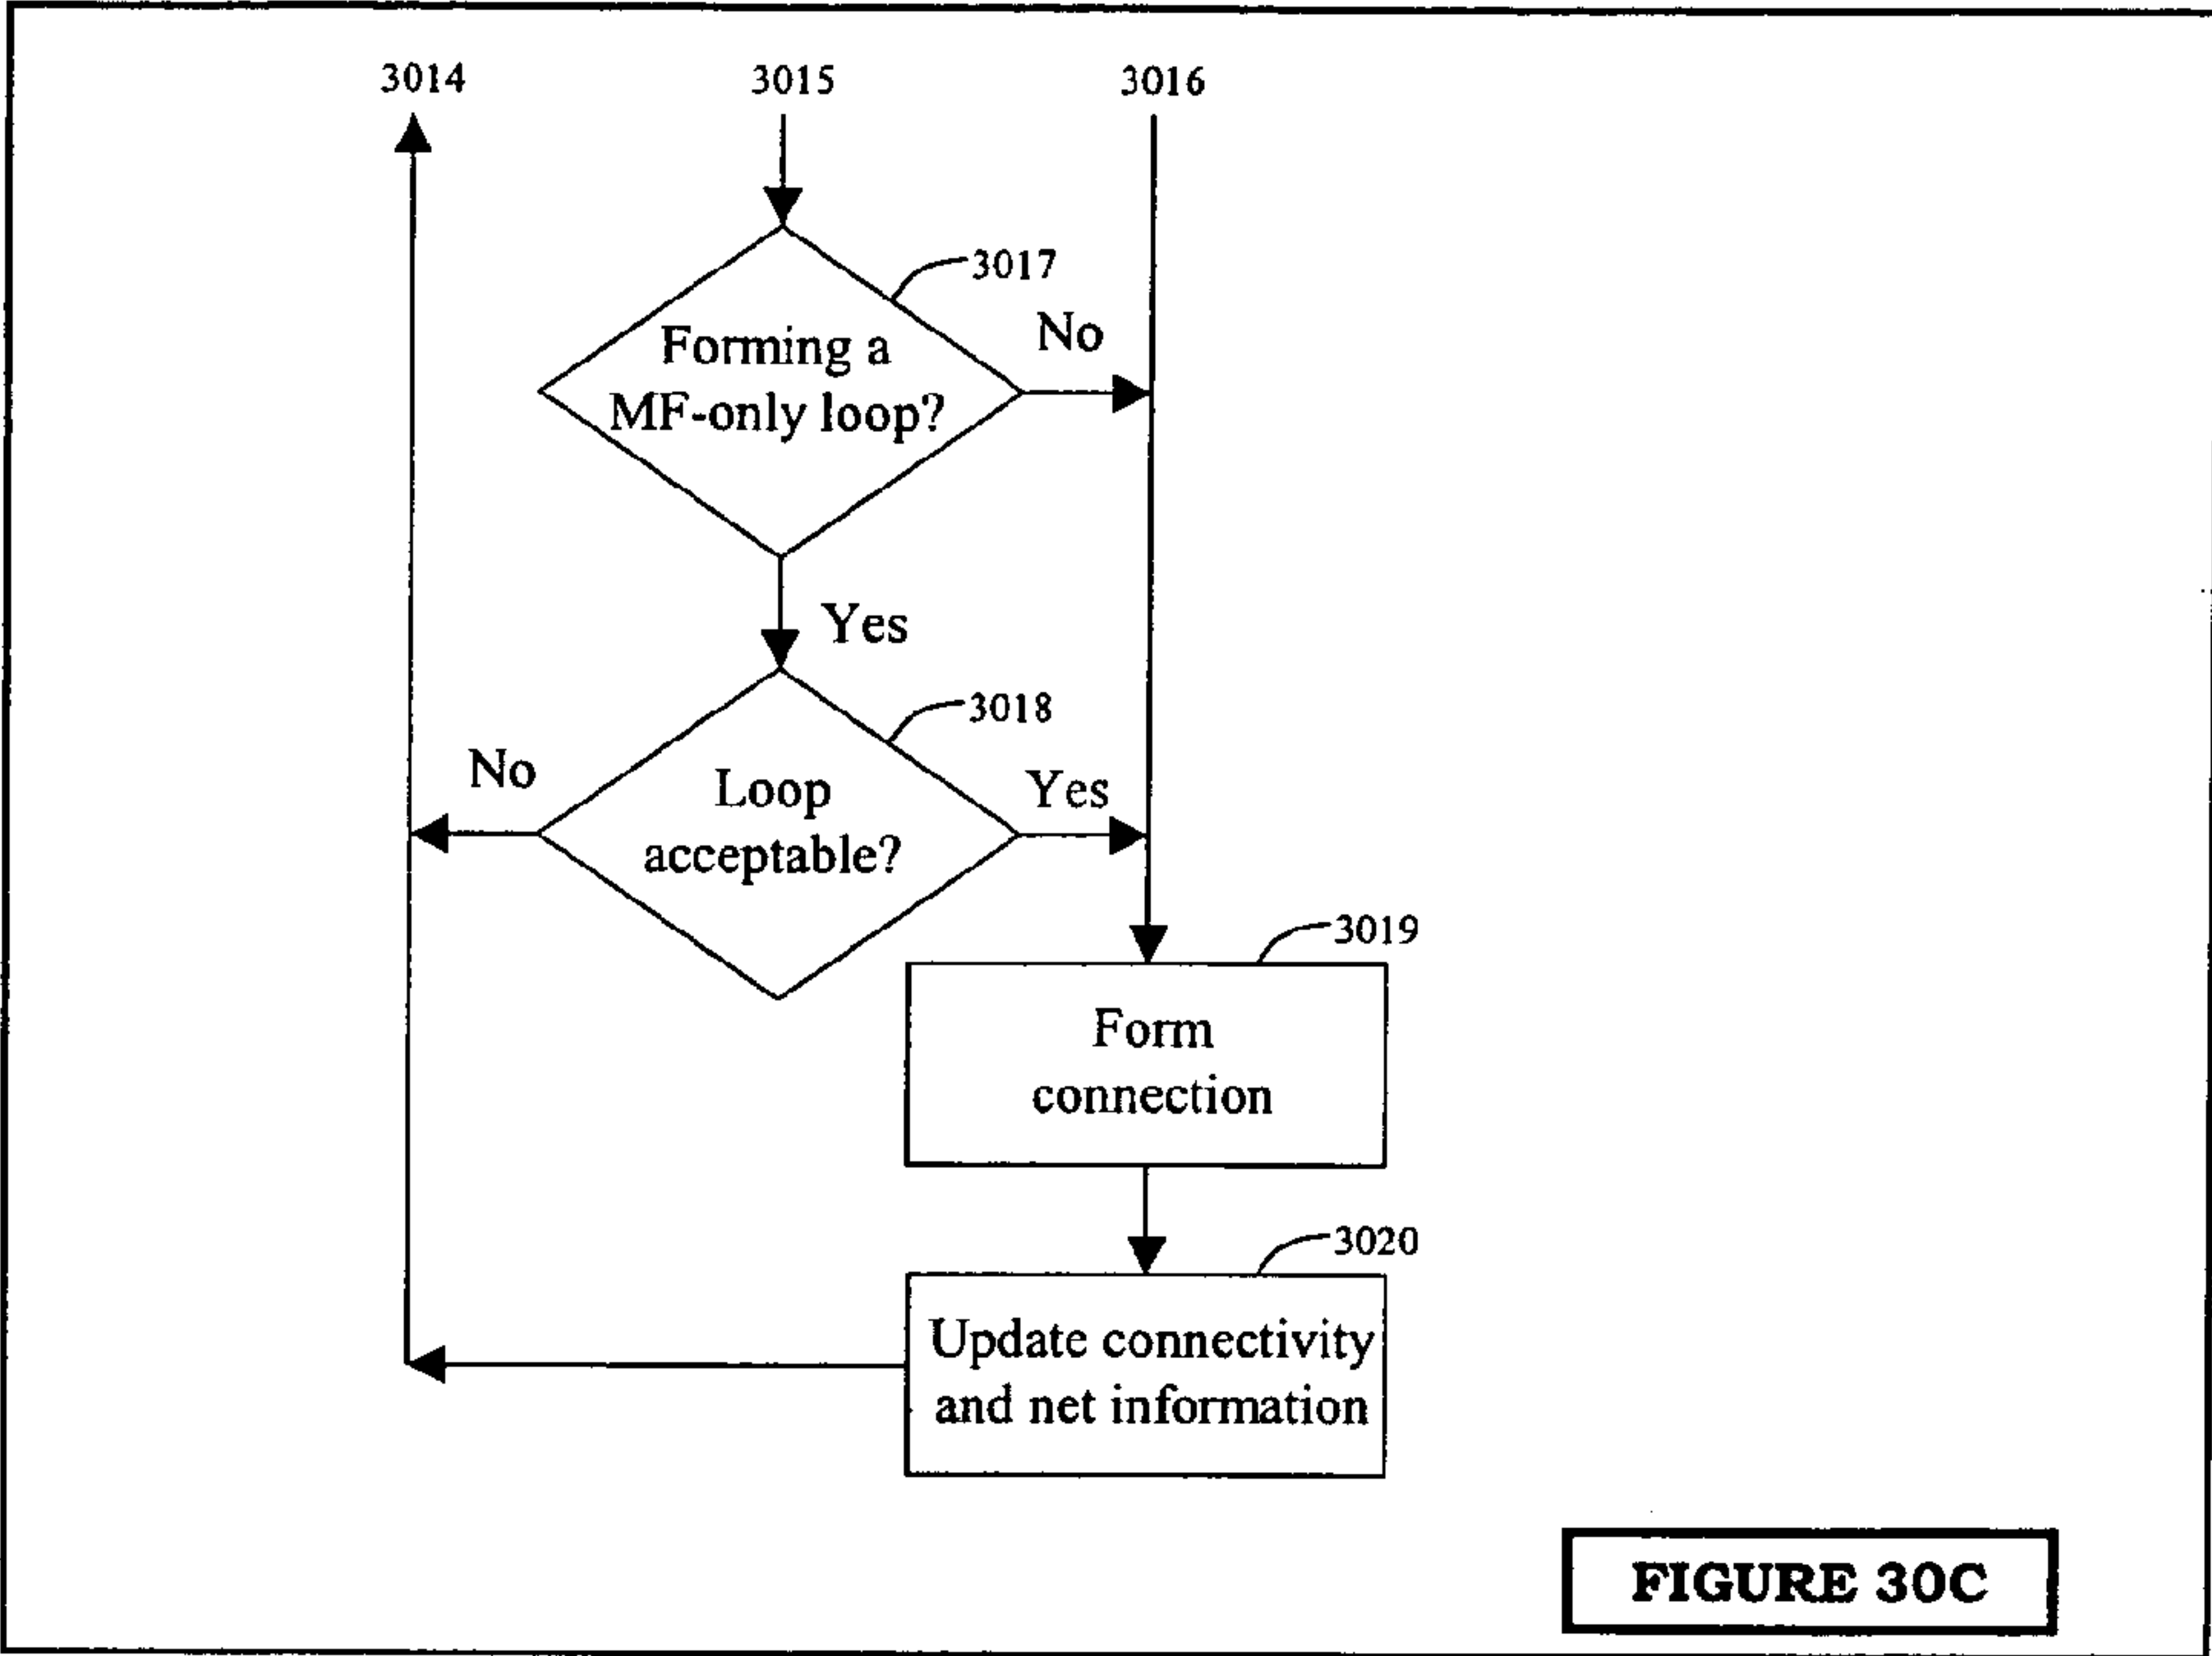 3014
3015
3016
3017
Forming a
MF-only loop?
No
Yes
3018
No
Loop
acceptable?
Yes
3019
Form
connection
3020
Update connectivity
and net information
FIGURE 30C